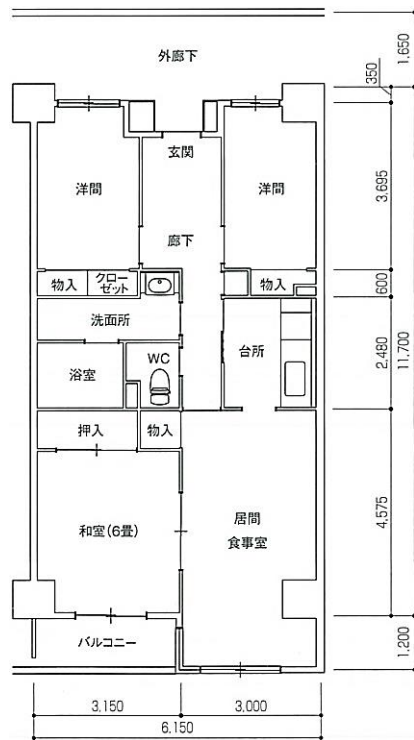 外廊下
1,650
350
玄関
洋間
洋間
3,695
廊下
物入
クロー
ゼット
物入
600
洗面所
WC
台所
2,480
11,700
浴室
押入
物入
和室(6畳)
居間
食事室
4,575
バルコニー
1,200
3,150
3,000
6,150